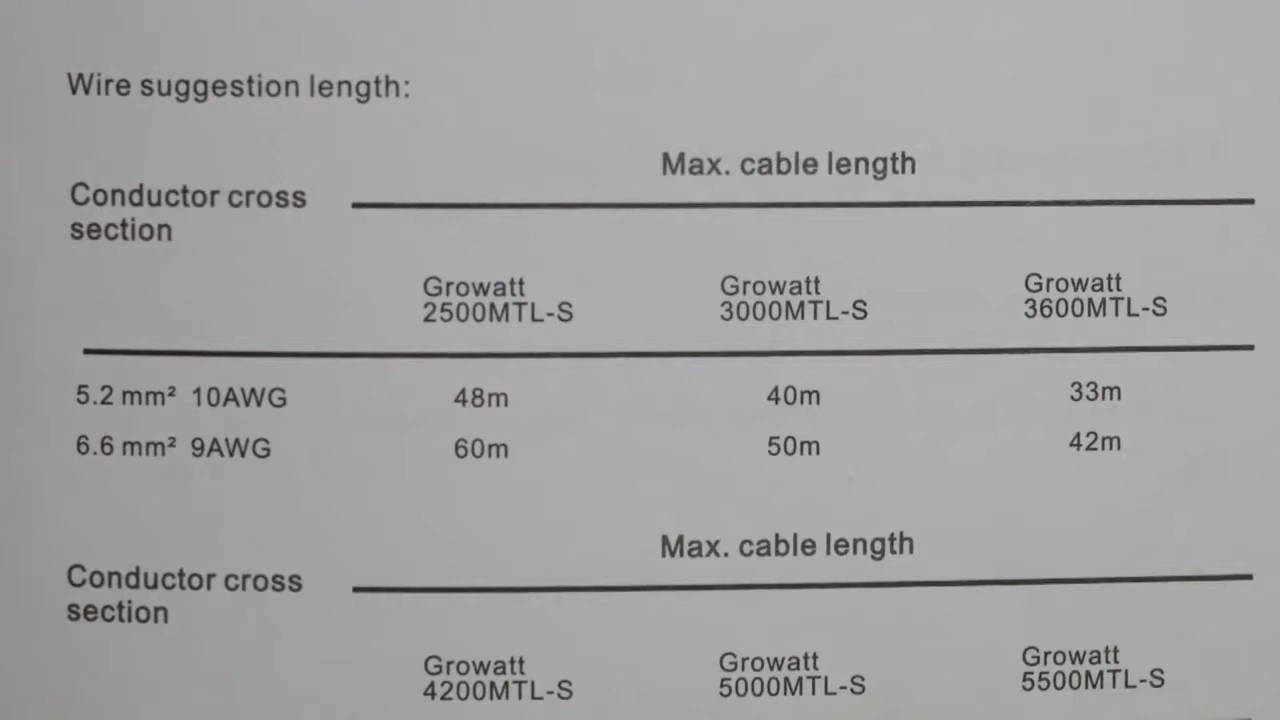 Wire suggestion length:
Max. cable length
Conductor cross
section
Growatt Growatt Growatt
2500MTL-S 3000MTL-S 3600MTL-S
5.2 mm² 10AWG 48m 40m 33m
6.6 mm² 9AWG 60m 50m 42m
Max. cable length
Conductor cross
section
Growatt Growatt Growatt
4200MTL-S 5000MTL-S 5500MTL-S